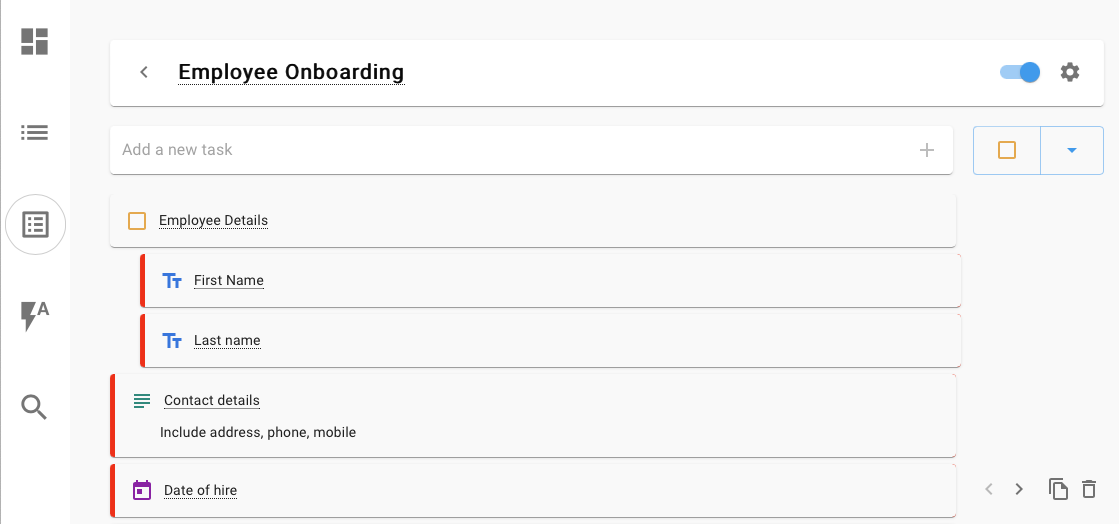 Employee Onboarding
Add a new task
Employee Details
First Name
Last name
Contact details
Include address, phone, mobile
Date of hire